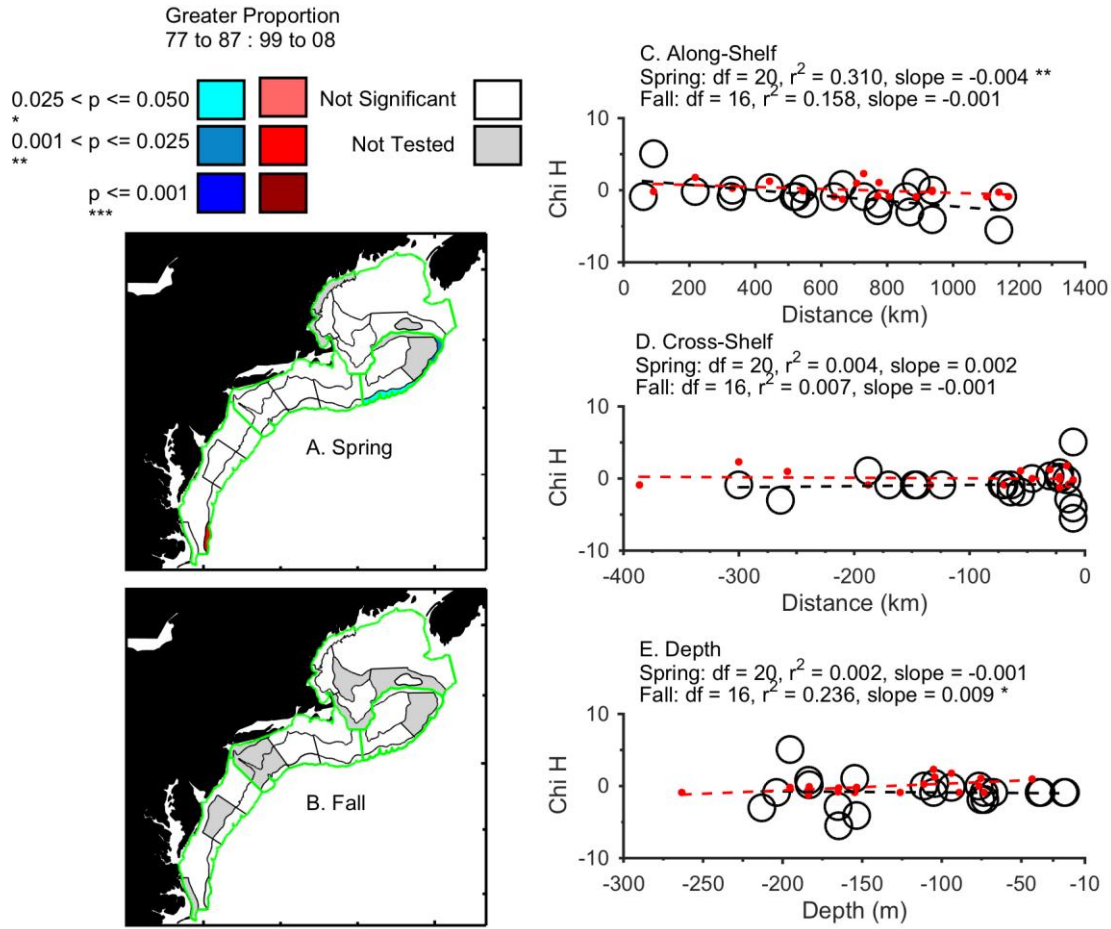 Greater Proportion
77 to 87 : 99 to 08
0.025 < p <= 0.050
*
0.001 < p <= 0.025
**
p <= 0.001
***
Not Significant
Not Tested
A. Spring
B. Fall
C. Along-Shelf
Spring: df = 20, r² = 0.310, slope = -0.004 **
Fall: df = 16, r² = 0.158, slope = -0.001
10
0
-10
Chi H
0 200 400 600 800 1000 1200 1400
Distance (km)
D. Cross-Shelf
Spring: df = 20, r² = 0.004, slope = 0.002
Fall: df = 16, r² = 0.007, slope = -0.001
10
0
-10
Chi H
-400 -300 -200 -100 0
Distance (km)
E. Depth
Spring: df = 20, r² = 0.002, slope = -0.001
Fall: df = 16, r² = 0.236, slope = 0.009 *
10
0
-10
Chi H
-300 -250 -200 -150 -100 -50 -10
Depth (m)